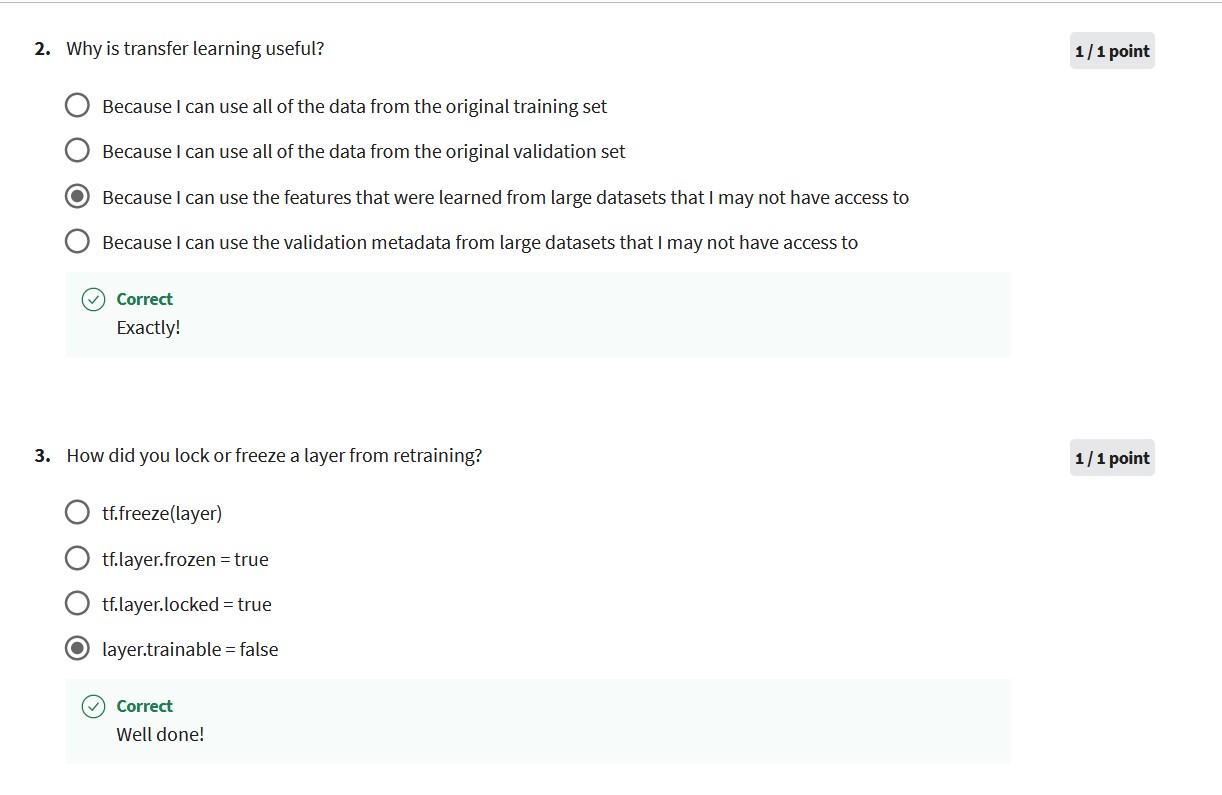 2. Why is transfer learning useful?
1 / 1 point
Because I can use all of the data from the original training set
Because I can use all of the data from the original validation set
Because I can use the features that were learned from large datasets that I may not have access to
Because I can use the validation metadata from large datasets that I may not have access to
Correct
Exactly!
3. How did you lock or freeze a layer from retraining?
1 / 1 point
tf.freeze(layer)
tf.layer.frozen = true
tf.layer.locked = true
layer.trainable = false
Correct
Well done!